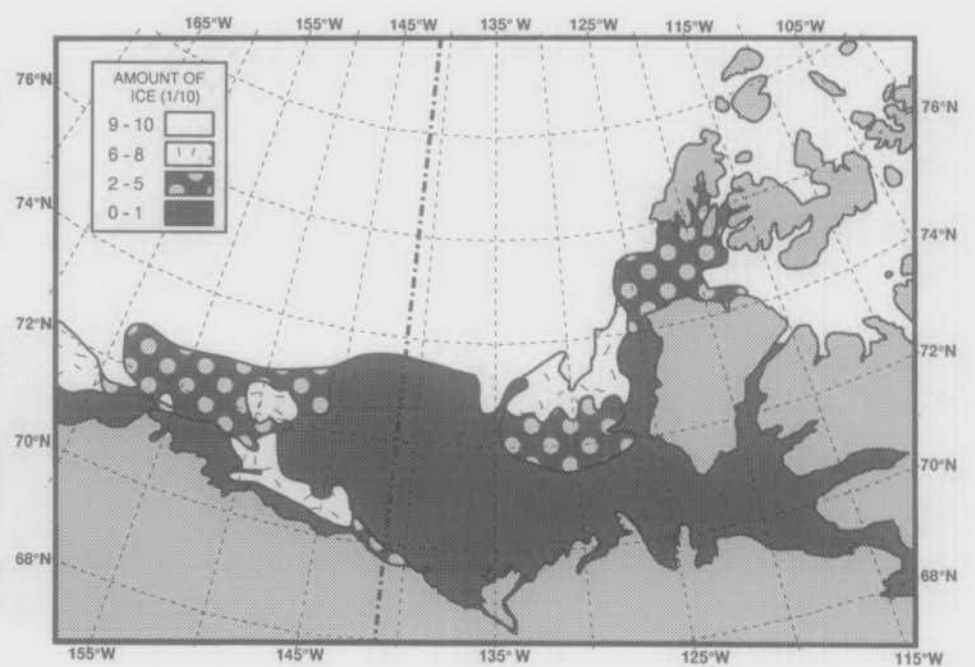 165°W 155°W 145°W 135°W 125°W 115°W 105°W
76°N
74°N
72°N
70°N
68°N
AMOUNT OF
ICE (1/10)
9 - 10
6 - 8
2 - 5
0 - 1
76°N
74°N
72°N
70°N
68°N
155°W 145°W 135°W 125°W 115°W